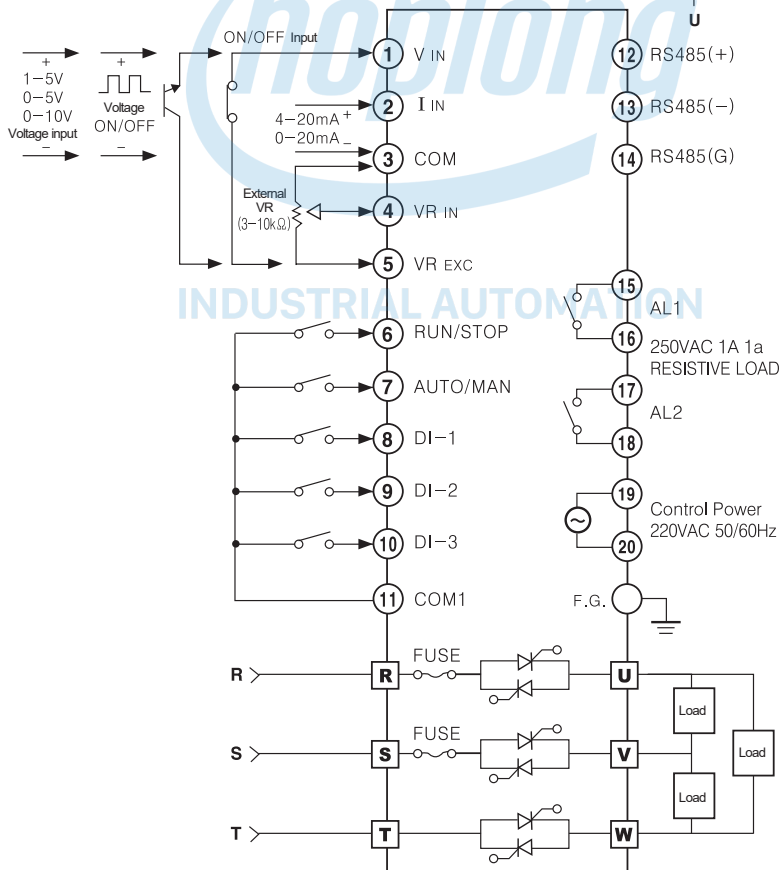 U
hoplong
INDUSTRIAL AUTOMATION
ON/OFF Input
+
1-5V
0-5V
0-10V
Voltage input
-
+
Voltage
ON/OFF
-
4-20mA +
0-20mA -
External
VR
(3-10kΩ)
1 V IN
2 I IN
3 COM
4 VR IN
5 VR EXC
6 RUN/STOP
7 AUTO/MAN
8 DI-1
9 DI-2
10 DI-3
11 COM1
12 RS485(+)
13 RS485(-)
14 RS485(G)
15
AL1
16
250VAC 1A 1a
RESISTIVE LOAD
17
AL2
18
19
Control Power
220VAC 50/60Hz
20
F.G.
R R FUSE U
Load
S S FUSE V
Load
Load
T T W